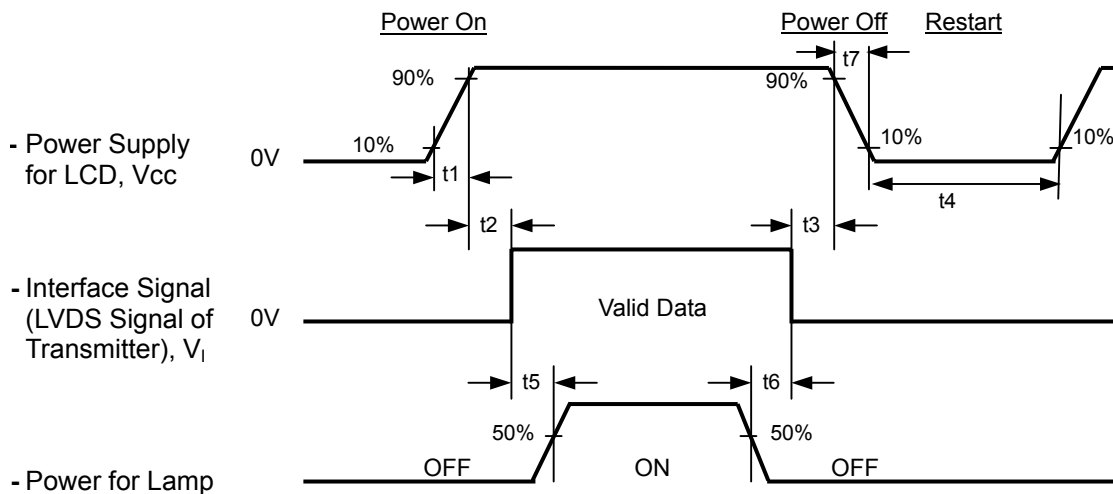 Power On
Power Off
Restart
t7
90%
90%
- Power Supply
for LCD, Vcc
0V
10%
10%
10%
t1
t4
t2
t3
- Interface Signal
(LVDS Signal of
Transmitter), VI
0V
Valid Data
t5
t6
50%
50%
- Power for Lamp
OFF
ON
OFF